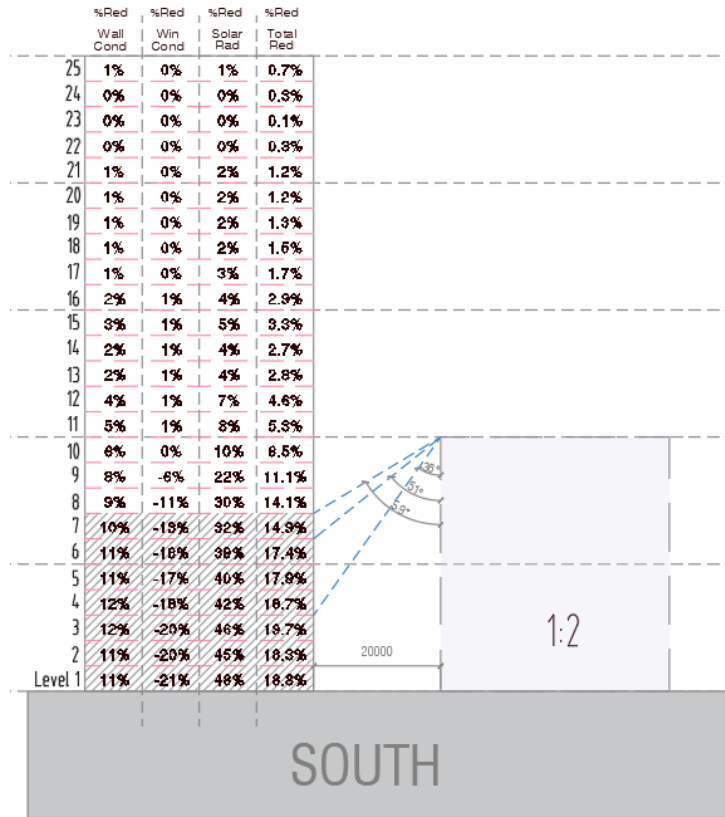 %Red %Red %Red %Red
Wall Cond Win Cond Solar Rad Total Red
25 1% 0% 1% 0.7%
24 0% 0% 0% 0.3%
23 0% 0% 0% 0.1%
22 0% 0% 0% 0.3%
21 1% 0% 2% 1.2%
20 1% 0% 2% 1.2%
19 1% 0% 2% 1.3%
18 1% 0% 2% 1.5%
17 1% 0% 3% 1.7%
16 2% 1% 4% 2.9%
15 3% 1% 5% 3.3%
14 2% 1% 4% 2.7%
13 2% 1% 4% 2.8%
12 4% 1% 7% 4.6%
11 5% 1% 8% 5.3%
10 6% 0% 10% 6.5%
9 8% -6% 22% 11.1%
8 9% -11% 30% 14.1%
7 10% -13% 32% 14.9%
6 11% -18% 39% 17.4%
5 11% -17% 40% 17.9%
4 12% -18% 42% 18.7%
3 12% -20% 46% 19.7%
2 11% -20% 45% 18.3%
Level 1 11% -21% 48% 18.8%
36°
51°
59°
1:2
20000
SOUTH